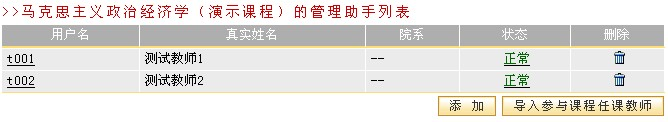 >>马克思主义政治经济学（演示课程）的管理助手列表
用户名 真实姓名 院系 状态 删除
t001 测试教师1 -- 正常
t002 测试教师2 -- 正常
添 加 导入参与课程任课教师